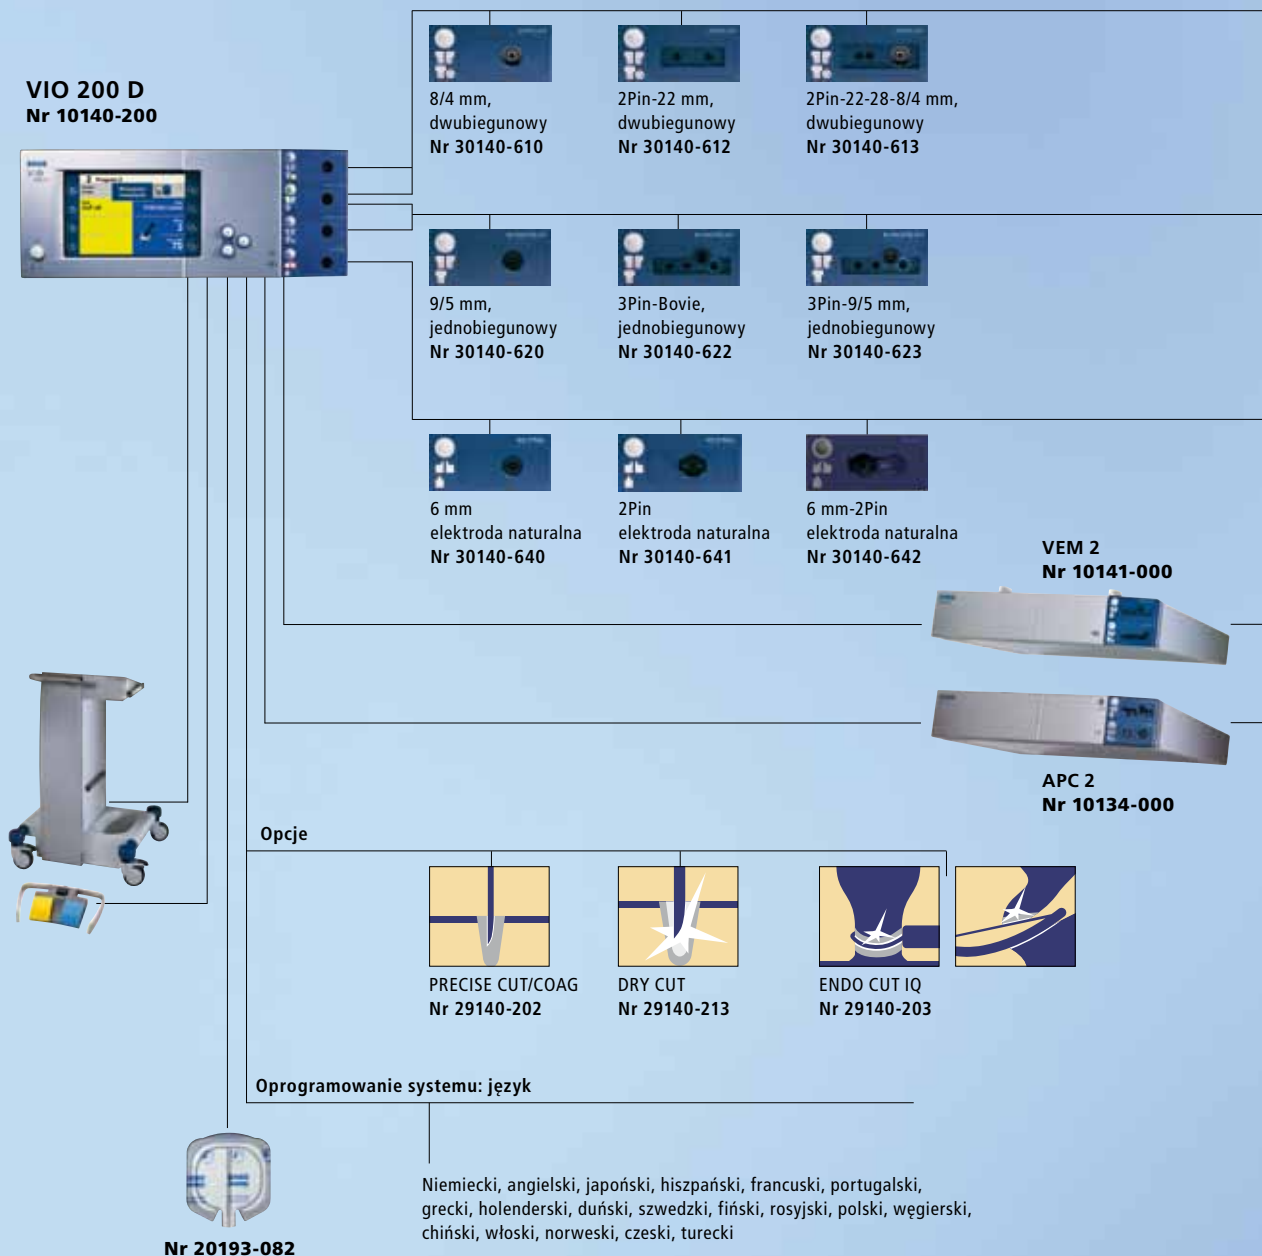 VIO 200 D
Nr 10140-200
8/4 mm,
dwubiegunowy
Nr 30140-610
2Pin-22 mm,
dwubiegunowy
Nr 30140-612
2Pin-22-28-8/4 mm,
dwubiegunowy
Nr 30140-613
9/5 mm,
jednobiegunowy
Nr 30140-620
3Pin-Bovie,
jednobiegunowy
Nr 30140-622
3Pin-9/5 mm,
jednobiegunowy
Nr 30140-623
6 mm
elektroda naturalna
Nr 30140-640
2Pin
elektroda naturalna
Nr 30140-641
6 mm-2Pin
elektroda naturalna
Nr 30140-642
VEM 2
Nr 10141-000
APC 2
Nr 10134-000
Opcje
PRECISE CUT/COAG
Nr 29140-202
DRY CUT
Nr 29140-213
ENDO CUT IQ
Nr 29140-203
Oprogramowanie systemu: język
Niemiecki, angielski, japoński, hiszpański, francuski, portugalski,
grecki, holenderski, duński, szwedzki, fiński, rosyjski, polski, węgierski,
chiński, włoski, norweski, czeski, turecki
Nr 20193-082